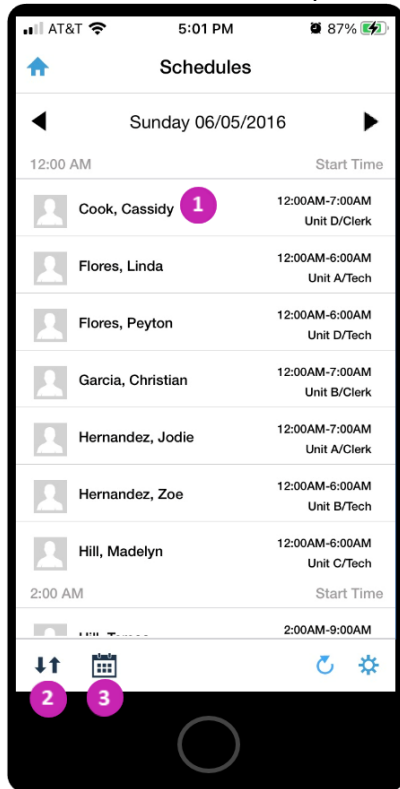 AT&T 5:01 PM 87%
Schedules
Sunday 06/05/2016
12:00 AM Start Time
Cook, Cassidy 1 12:00AM-7:00AM
Unit D/Clerk
Flores, Linda 12:00AM-6:00AM
Unit A/Tech
Flores, Peyton 12:00AM-6:00AM
Unit D/Tech
Garcia, Christian 12:00AM-7:00AM
Unit B/Clerk
Hernandez, Jodie 12:00AM-7:00AM
Unit A/Clerk
Hernandez, Zoe 12:00AM-6:00AM
Unit B/Tech
Hill, Madelyn 12:00AM-6:00AM
Unit C/Tech
2:00 AM Start Time
2:00AM-9:00AM
2 3